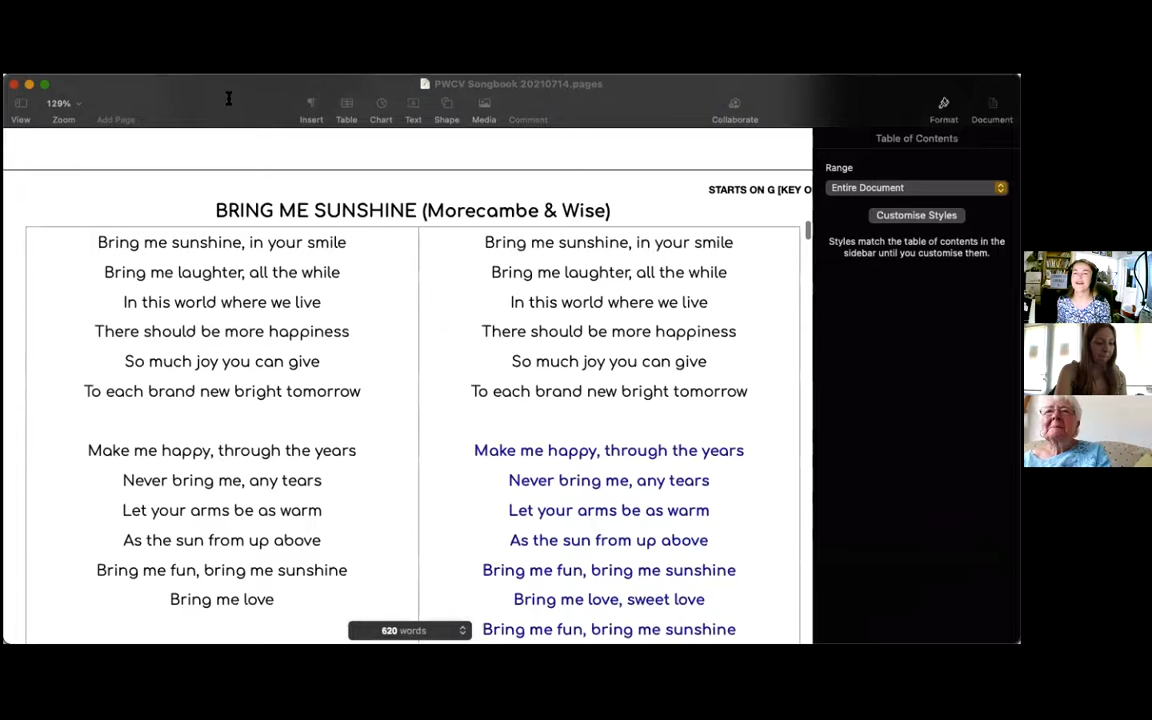 PWCV Songbook 20210714.pages
129%
View
Zoom
Add Page
Insert
Table
Chart
Text
Shape
Media
Comment
Collaborate
Format
Document
Table of Contents
Range
Entire Document
Customise Styles
Styles match the table of contents in the
sidebar until you customise them.
STARTS ON G [KEY O
BRING ME SUNSHINE (Morecambe & Wise)
Bring me sunshine, in your smile
Bring me laughter, all the while
In this world where we live
There should be more happiness
So much joy you can give
To each brand new bright tomorrow
Make me happy, through the years
Never bring me, any tears
Let your arms be as warm
As the sun from up above
Bring me fun, bring me sunshine
Bring me love
Bring me sunshine, in your smile
Bring me laughter, all the while
In this world where we live
There should be more happiness
So much joy you can give
To each brand new bright tomorrow
Make me happy, through the years
Never bring me, any tears
Let your arms be as warm
As the sun from up above
Bring me fun, bring me sunshine
Bring me love, sweet love
Bring me fun, bring me sunshine
620 words